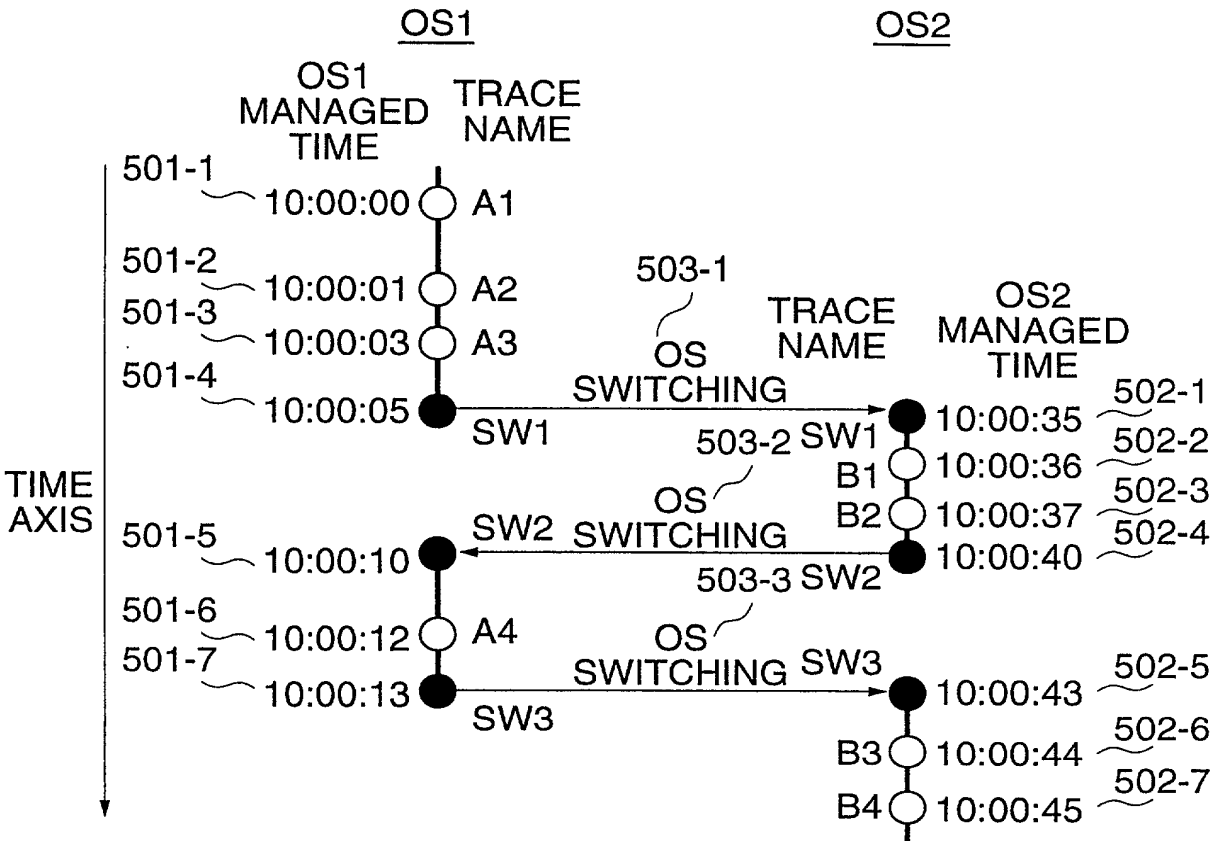 OS1
OS2
OS1
MANAGED
TIME
TRACE
NAME
501-1
10:00:00
A1
501-2
10:00:01
A2
501-3
10:00:03
A3
501-4
10:00:05
SW1
503-1
OS
SWITCHING
TRACE
NAME
OS2
MANAGED
TIME
SW1
10:00:35
502-1
B1
10:00:36
502-2
B2
10:00:37
502-3
SW2
10:00:40
502-4
503-2
OS
SWITCHING
TIME
AXIS
501-5
10:00:10
SW2
501-6
10:00:12
A4
501-7
10:00:13
SW3
503-3
OS
SWITCHING
SW3
10:00:43
502-5
B3
10:00:44
502-6
B4
10:00:45
502-7